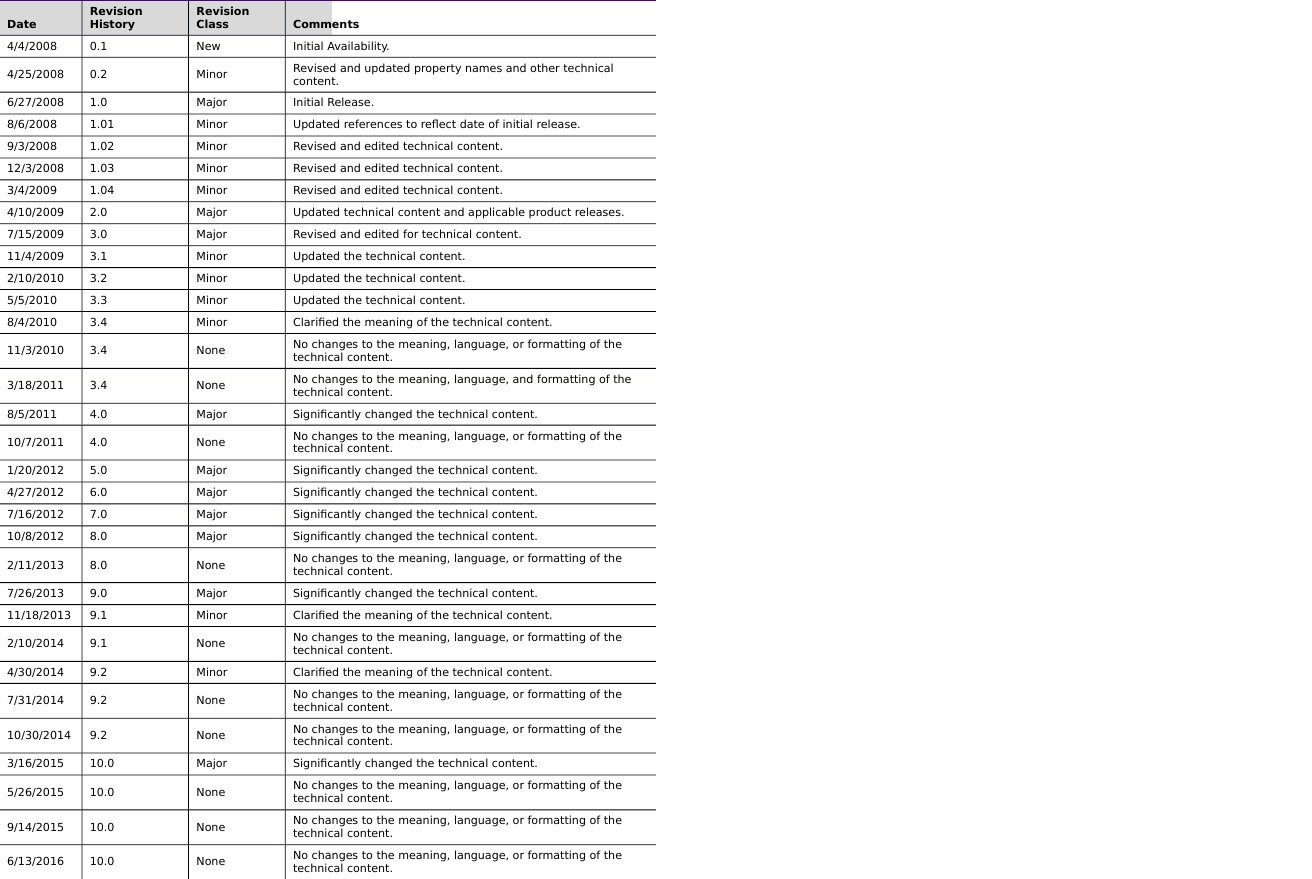 Date Revision History Revision Class Comments
4/4/2008 0.1 New Initial Availability.
4/25/2008 0.2 Minor Revised and updated property names and other technical
content.
6/27/2008 1.0 Major Initial Release.
8/6/2008 1.01 Minor Updated references to reflect date of initial release.
9/3/2008 1.02 Minor Revised and edited technical content.
12/3/2008 1.03 Minor Revised and edited technical content.
3/4/2009 1.04 Minor Revised and edited technical content.
4/10/2009 2.0 Major Updated technical content and applicable product releases.
7/15/2009 3.0 Major Revised and edited for technical content.
11/4/2009 3.1 Minor Updated the technical content.
2/10/2010 3.2 Minor Updated the technical content.
5/5/2010 3.3 Minor Updated the technical content.
8/4/2010 3.4 Minor Clarified the meaning of the technical content.
11/3/2010 3.4 None No changes to the meaning, language, or formatting of the
technical content.
3/18/2011 3.4 None No changes to the meaning, language, and formatting of the
technical content.
8/5/2011 4.0 Major Significantly changed the technical content.
10/7/2011 4.0 None No changes to the meaning, language, or formatting of the
technical content.
1/20/2012 5.0 Major Significantly changed the technical content.
4/27/2012 6.0 Major Significantly changed the technical content.
7/16/2012 7.0 Major Significantly changed the technical content.
10/8/2012 8.0 Major Significantly changed the technical content.
2/11/2013 8.0 None No changes to the meaning, language, or formatting of the
technical content.
7/26/2013 9.0 Major Significantly changed the technical content.
11/18/2013 9.1 Minor Clarified the meaning of the technical content.
2/10/2014 9.1 None No changes to the meaning, language, or formatting of the
technical content.
4/30/2014 9.2 Minor Clarified the meaning of the technical content.
7/31/2014 9.2 None No changes to the meaning, language, or formatting of the
technical content.
10/30/2014 9.2 None No changes to the meaning, language, or formatting of the
technical content.
3/16/2015 10.0 Major Significantly changed the technical content.
5/26/2015 10.0 None No changes to the meaning, language, or formatting of the
technical content.
9/14/2015 10.0 None No changes to the meaning, language, or formatting of the
technical content.
6/13/2016 10.0 None No changes to the meaning, language, or formatting of the
technical content.